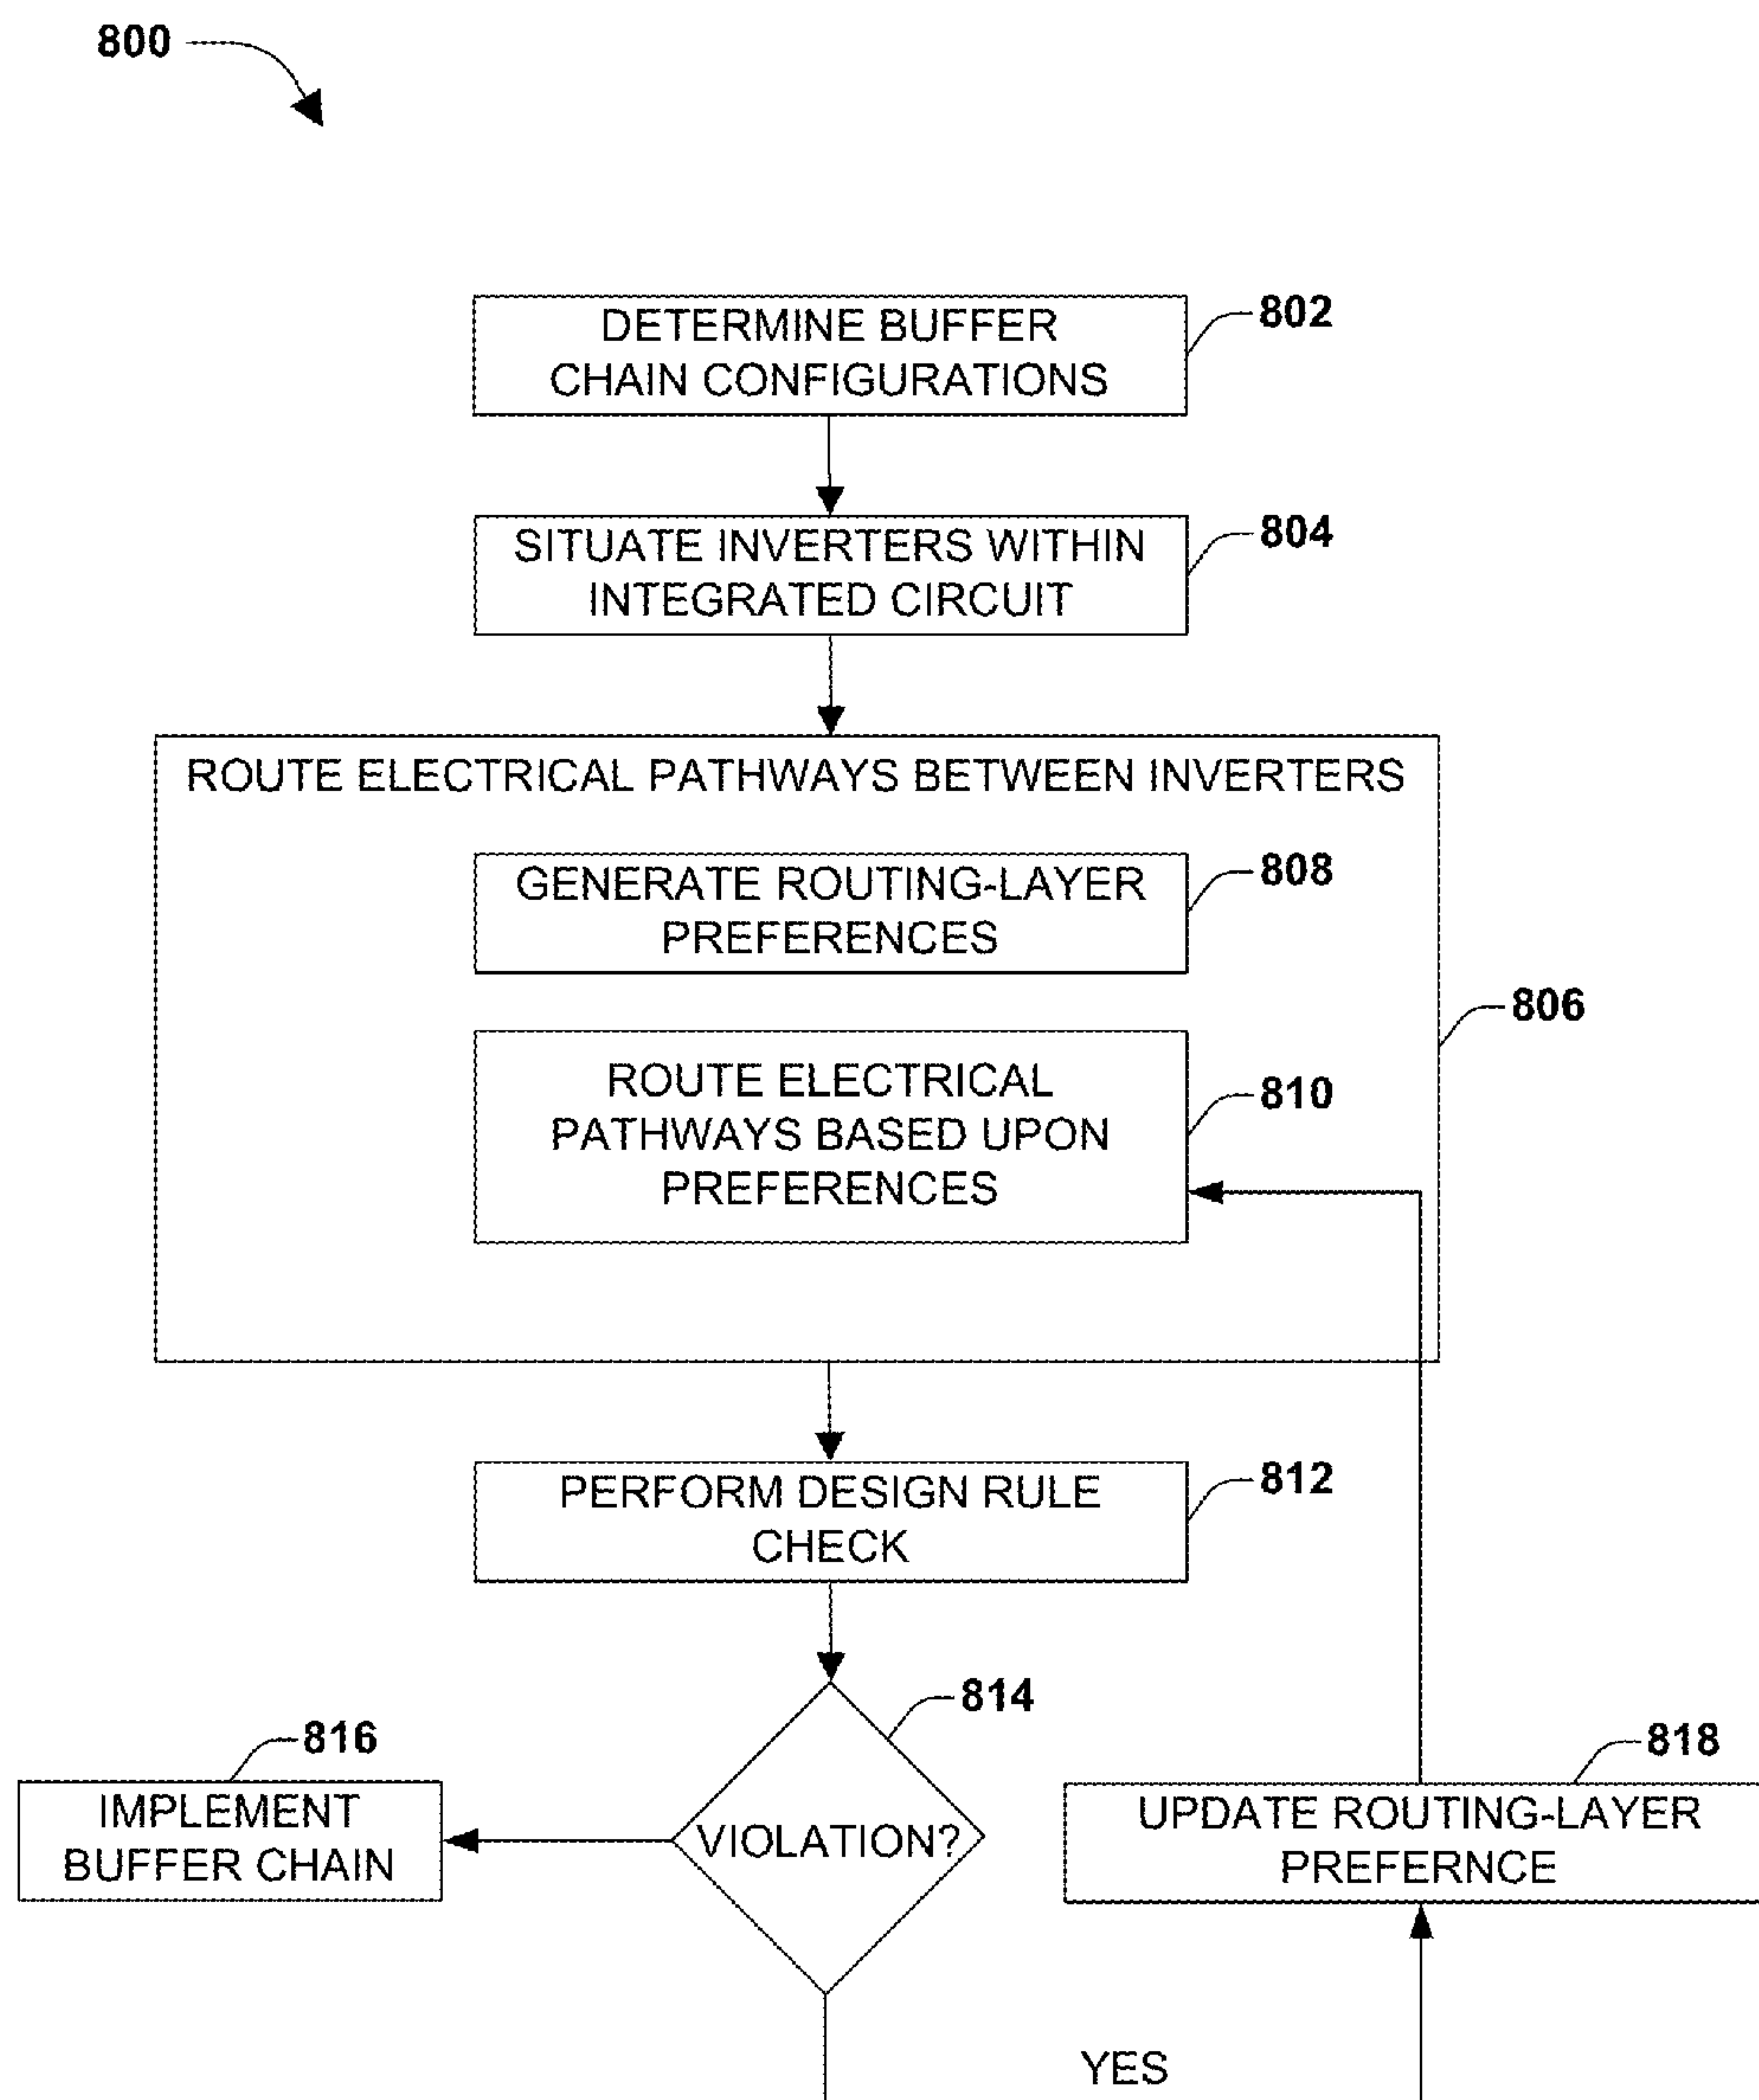 800
DETERMINE BUFFER
CHAIN CONFIGURATIONS
802
SITUATE INVERTERS WITHIN
INTEGRATED CIRCUIT
804
ROUTE ELECTRICAL PATHWAYS BETWEEN INVERTERS
GENERATE ROUTING-LAYER
PREFERENCES
808
806
ROUTE ELECTRICAL
PATHWAYS BASED UPON
PREFERENCES
810
PERFORM DESIGN RULE
CHECK
812
814
VIOLATION?
816
IMPLEMENT
BUFFER CHAIN
818
UPDATE ROUTING-LAYER
PREFERNCE
YES